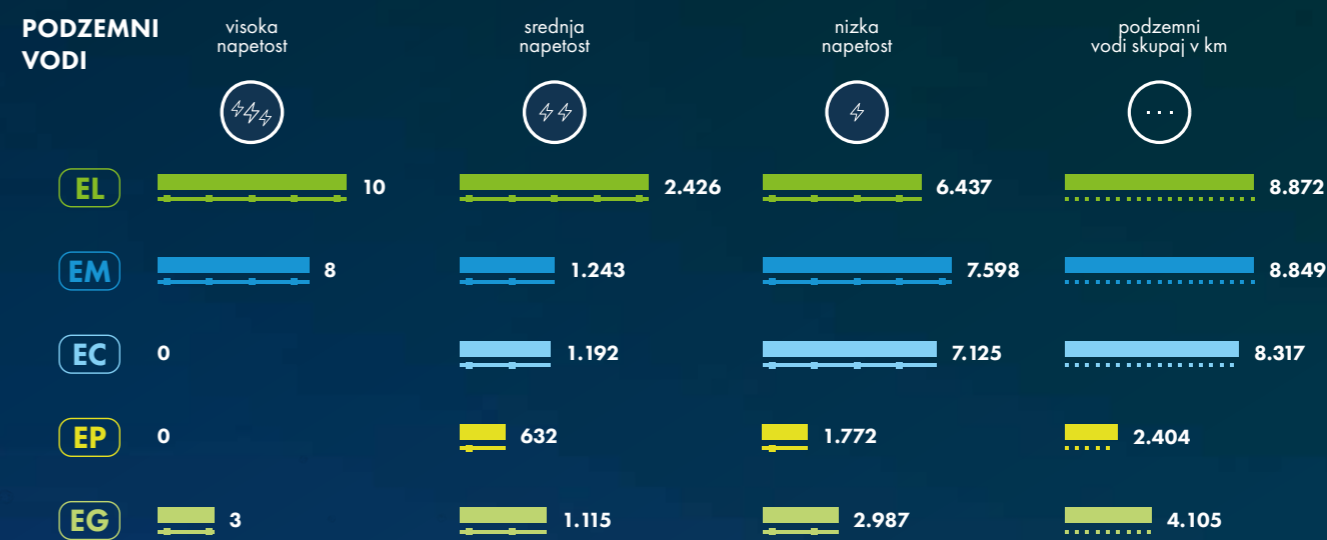 PODZEMNI
VODI
visoka
napetost
srednja
napetost
nizka
napetost
podzemni
vodi skupaj v km
EL 10 2.426 6.437 8.872
EM 8 1.243 7.598 8.849
EC 0 1.192 7.125 8.317
EP 0 632 1.772 2.404
EG 3 1.115 2.987 4.105